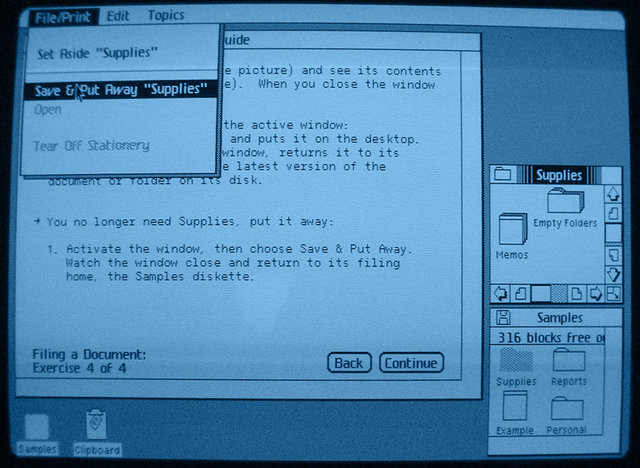 File/Print Edit Topics
uide
Set Aside "Supplies"
Save & Put Away "Supplies"
Open
Tear Off Stationery
e picture) and see its contents
e). When you close the window
the active window:
and puts it on the desktop.
window, returns it to its
e latest version of the
document or folder on its disk.
→ You no longer need Supplies, put it away:
1. Activate the window, then choose Save & Put Away.
Watch the window close and return to its filing
home, the Samples diskette.
Filing a Document:
Exercise 4 of 4
Back Continue
Supplies
Empty Folders
Memos
Samples
316 blocks free o
Supplies Reports
Example Personal
Samples Clipboard